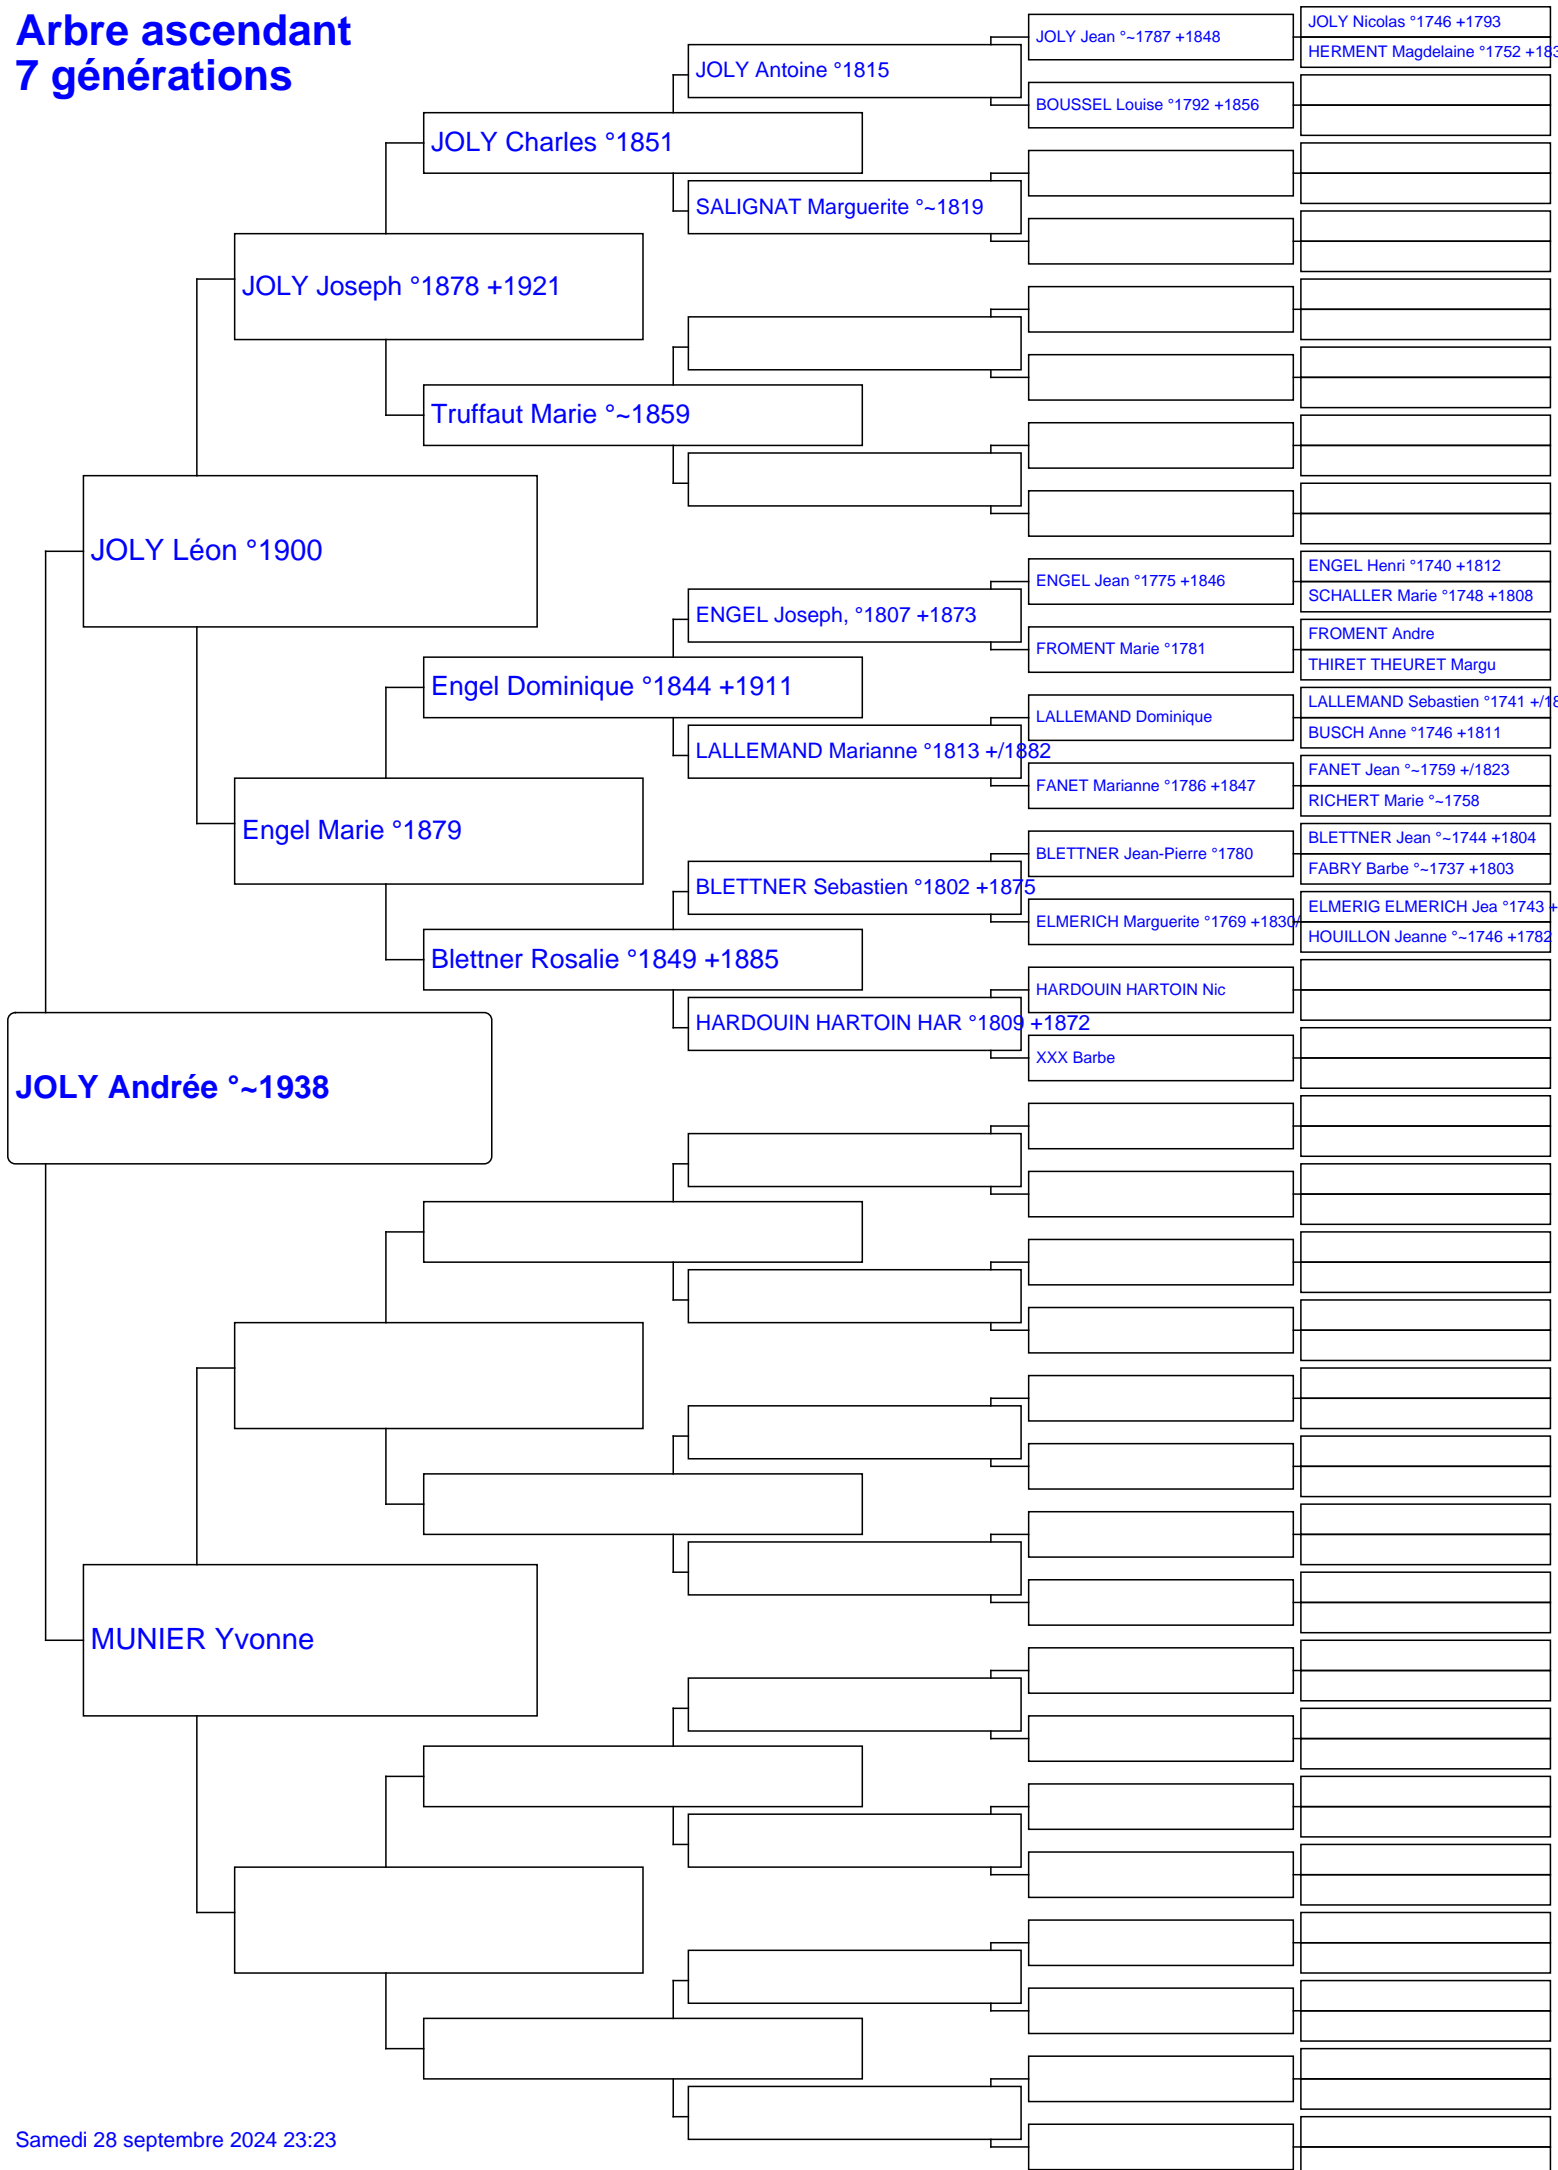 Arbre ascendant
7 générations
JOLY Nicolas °1746 +1793
JOLY Jean °~1787 +1848
HERMENT Magdelaine °1752 +183
JOLY Antoine °1815
BOUSSEL Louise °1792 +1856
JOLY Charles °1851
SALIGNAT Marguerite °~1819
JOLY Joseph °1878 +1921
Truffaut Marie °~1859
JOLY Léon °1900
ENGEL Henri °1740 +1812
ENGEL Jean °1775 +1846
SCHALLER Marie °1748 +1808
ENGEL Joseph, °1807 +1873
FROMENT Andre
FROMENT Marie °1781
THIRET THEURET Margu
Engel Dominique °1844 +1911
LALLEMAND Sebastien °1741 +/18
LALLEMAND Dominique
BUSCH Anne °1746 +1811
LALLEMAND Marianne °1813 +/1882
FANET Jean °~1759 +/1823
FANET Marianne °1786 +1847
RICHERT Marie °~1758
Engel Marie °1879
BLETTNER Jean °~1744 +1804
BLETTNER Jean-Pierre °1780
FABRY Barbe °~1737 +1803
BLETTNER Sebastien °1802 +1875
ELMERIG ELMERICH Jea °1743 +
ELMERICH Marguerite °1769 +1830/
HOUILLON Jeanne °~1746 +1782
Blettner Rosalie °1849 +1885
HARDOUIN HARTOIN Nic
HARDOUIN HARTOIN HAR °1809 +1872
XXX Barbe
JOLY Andrée °~1938
MUNIER Yvonne
Samedi 28 septembre 2024 23:23